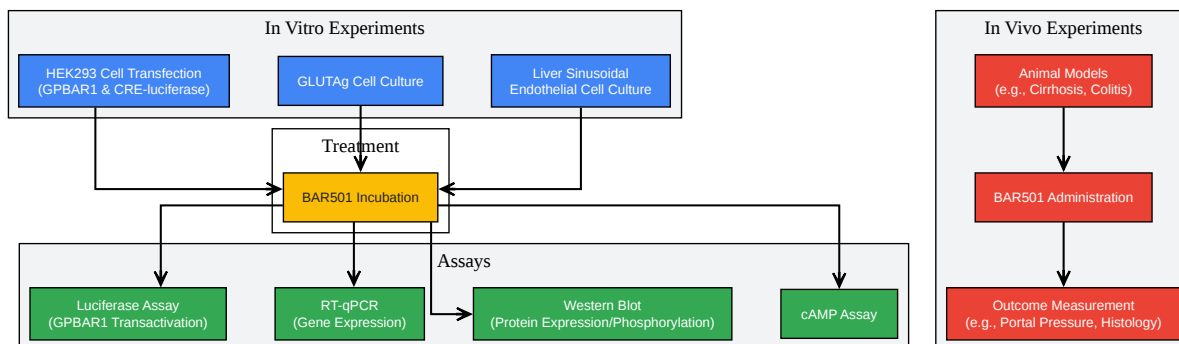 In Vitro Experiments
HEK293 Cell Transfection
(GPBAR1 & CRE-luciferase)
GLUTAg Cell Culture
Liver Sinusoidal
Endothelial Cell Culture
Treatment
BAR501 Incubation
Assays
Luciferase Assay
(GPBAR1 Transactivation)
RT-qPCR
(Gene Expression)
Western Blot
(Protein Expression/Phosphorylation)
cAMP Assay
In Vivo Experiments
Animal Models
(e.g., Cirrhosis, Colitis)
BAR501 Administration
Outcome Measurement
(e.g., Portal Pressure, Histology)